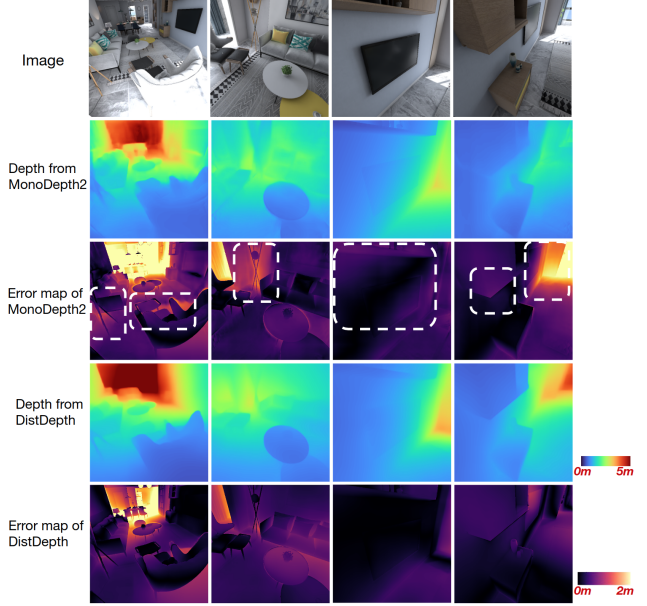 Image
Depth from
MonoDepth2
Error map of
MonoDepth2
Depth from
DistDepth
0m 5m
Error map of
DistDepth
0m 2m